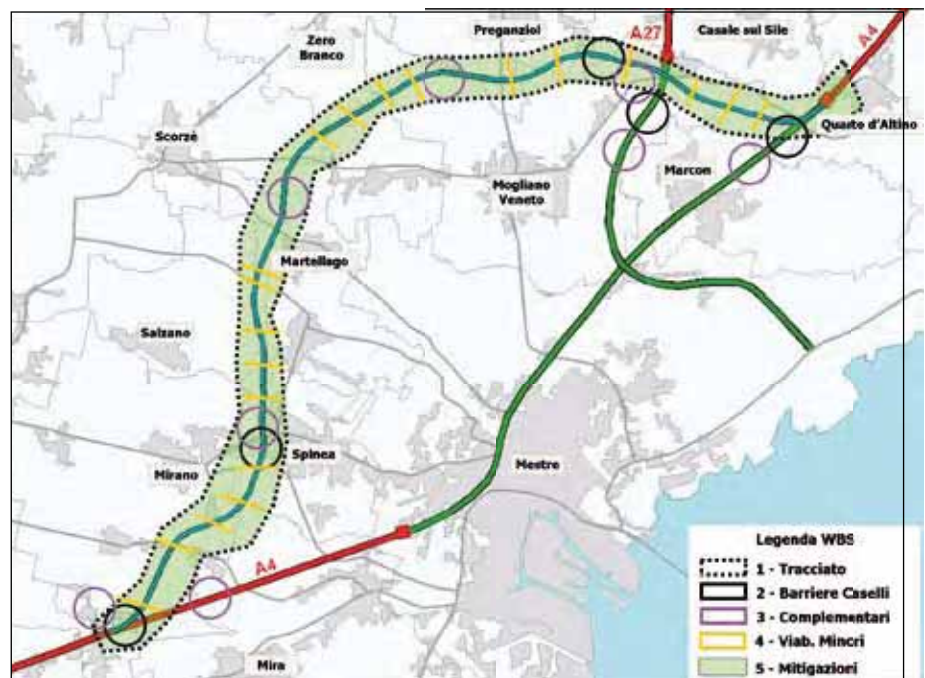 A27
A4
Preganziol
Casale sul Sile
Zero
Branco
Scorzè
Quarto d'Altino
Mogliano
Veneto
Marcon
Martellago
Salzano
Mirano
Spinea
Mestre
A4
Mira
Legenda WBS
1 - Tracciato
2 - Barriere Caselli
3 - Complementari
4 - Viab. Mincri
5 - Mitigazioni